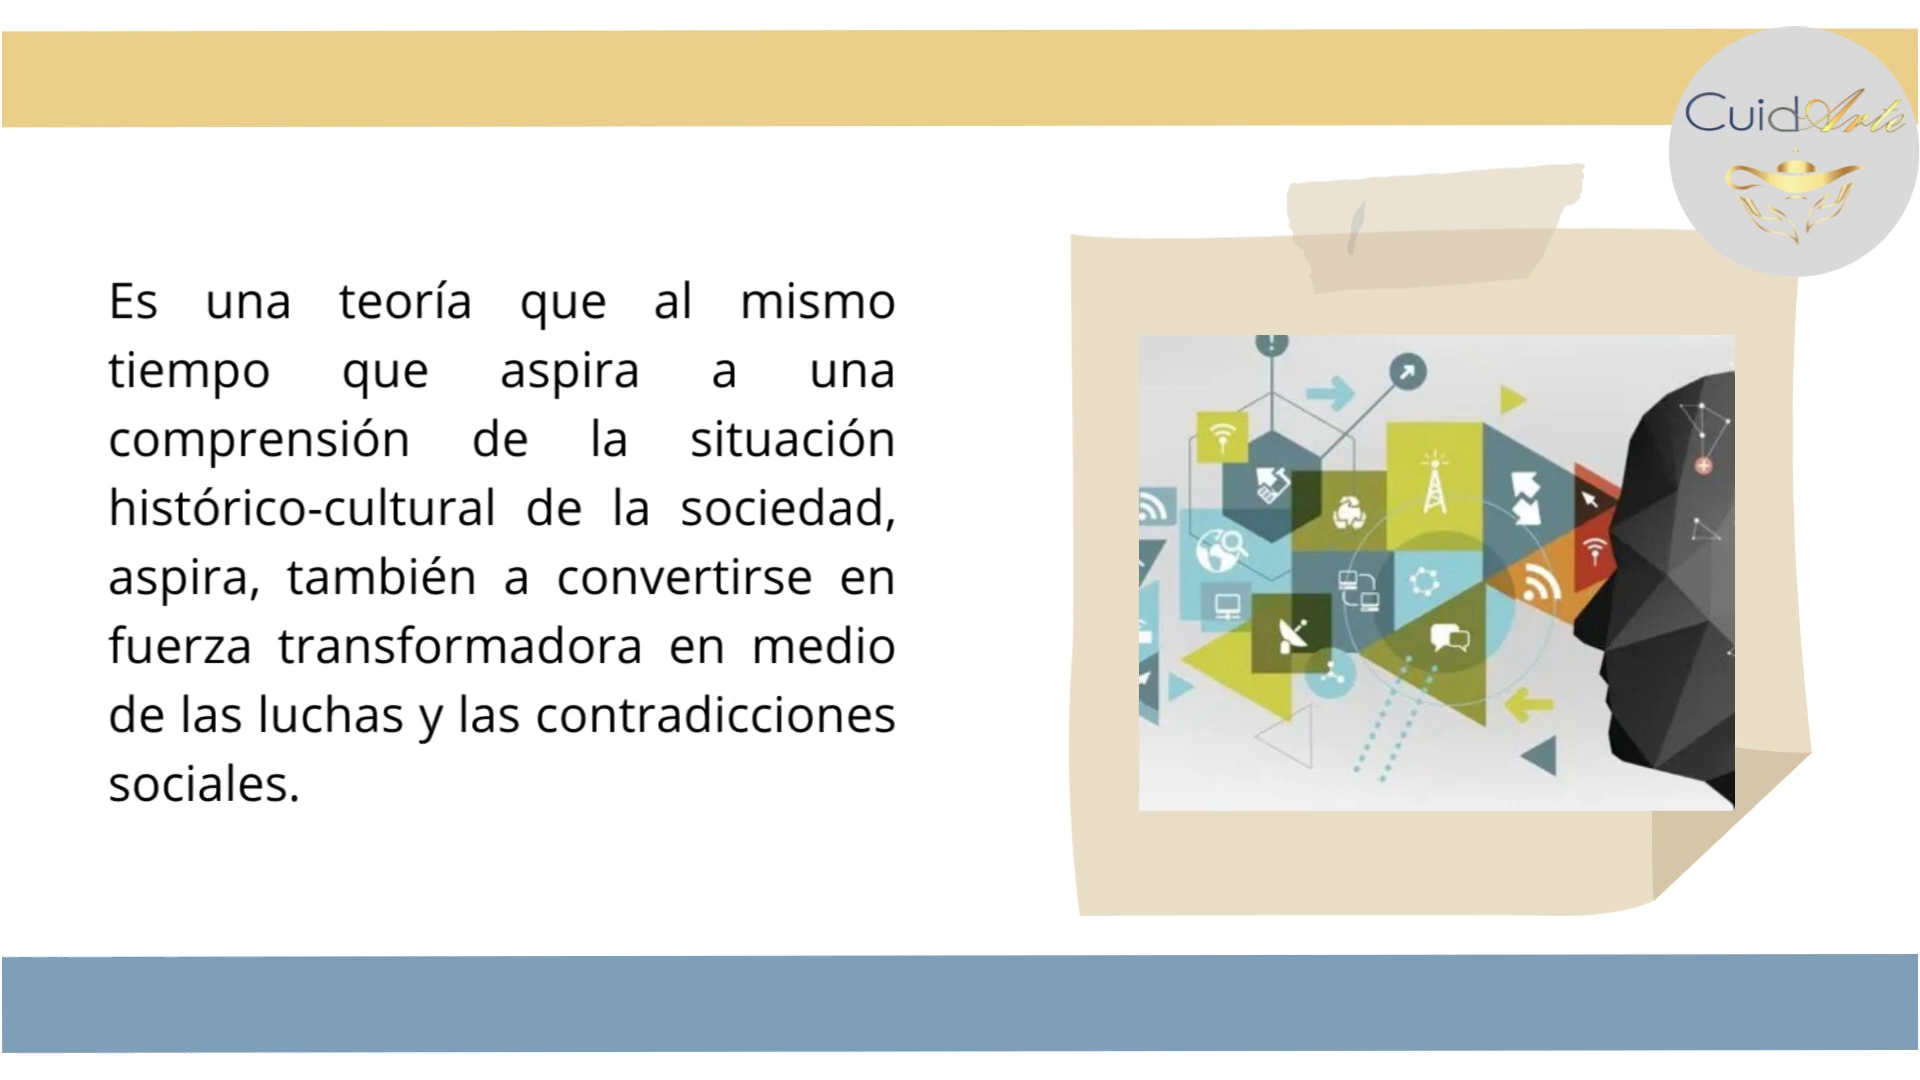 CuidArte
Es una teoría que al mismo
tiempo que aspira a una
comprensión de la situación
histórico-cultural de la sociedad,
aspira, también a convertirse en
fuerza transformadora en medio
de las luchas y las contradicciones
sociales.